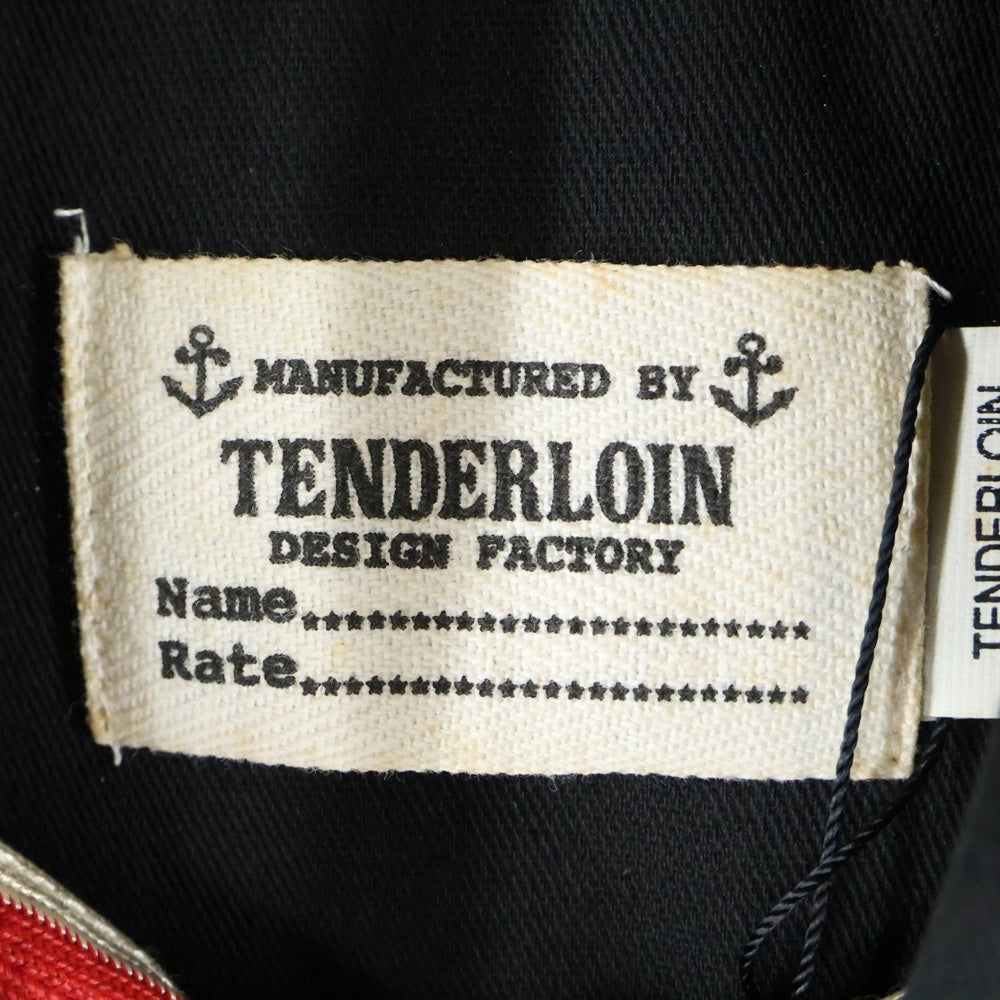 MANUFACTURED BY
TENDERLOIN
DESIGN FACTORY
Name
Rate
TENDERLOIN